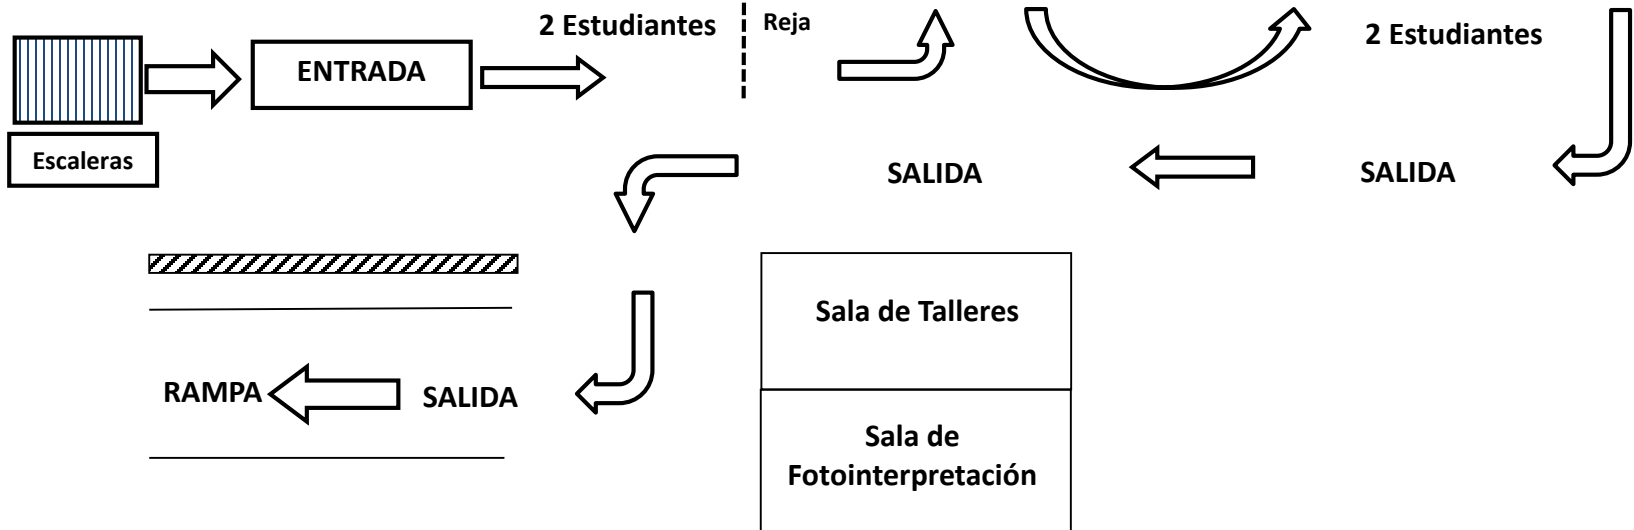 2 Estudiantes
Reja
2 Estudiantes
ENTRADA
Escaleras
SALIDA
SALIDA
Sala de Talleres
RAMPA
SALIDA
Sala de
Fotointerpretación